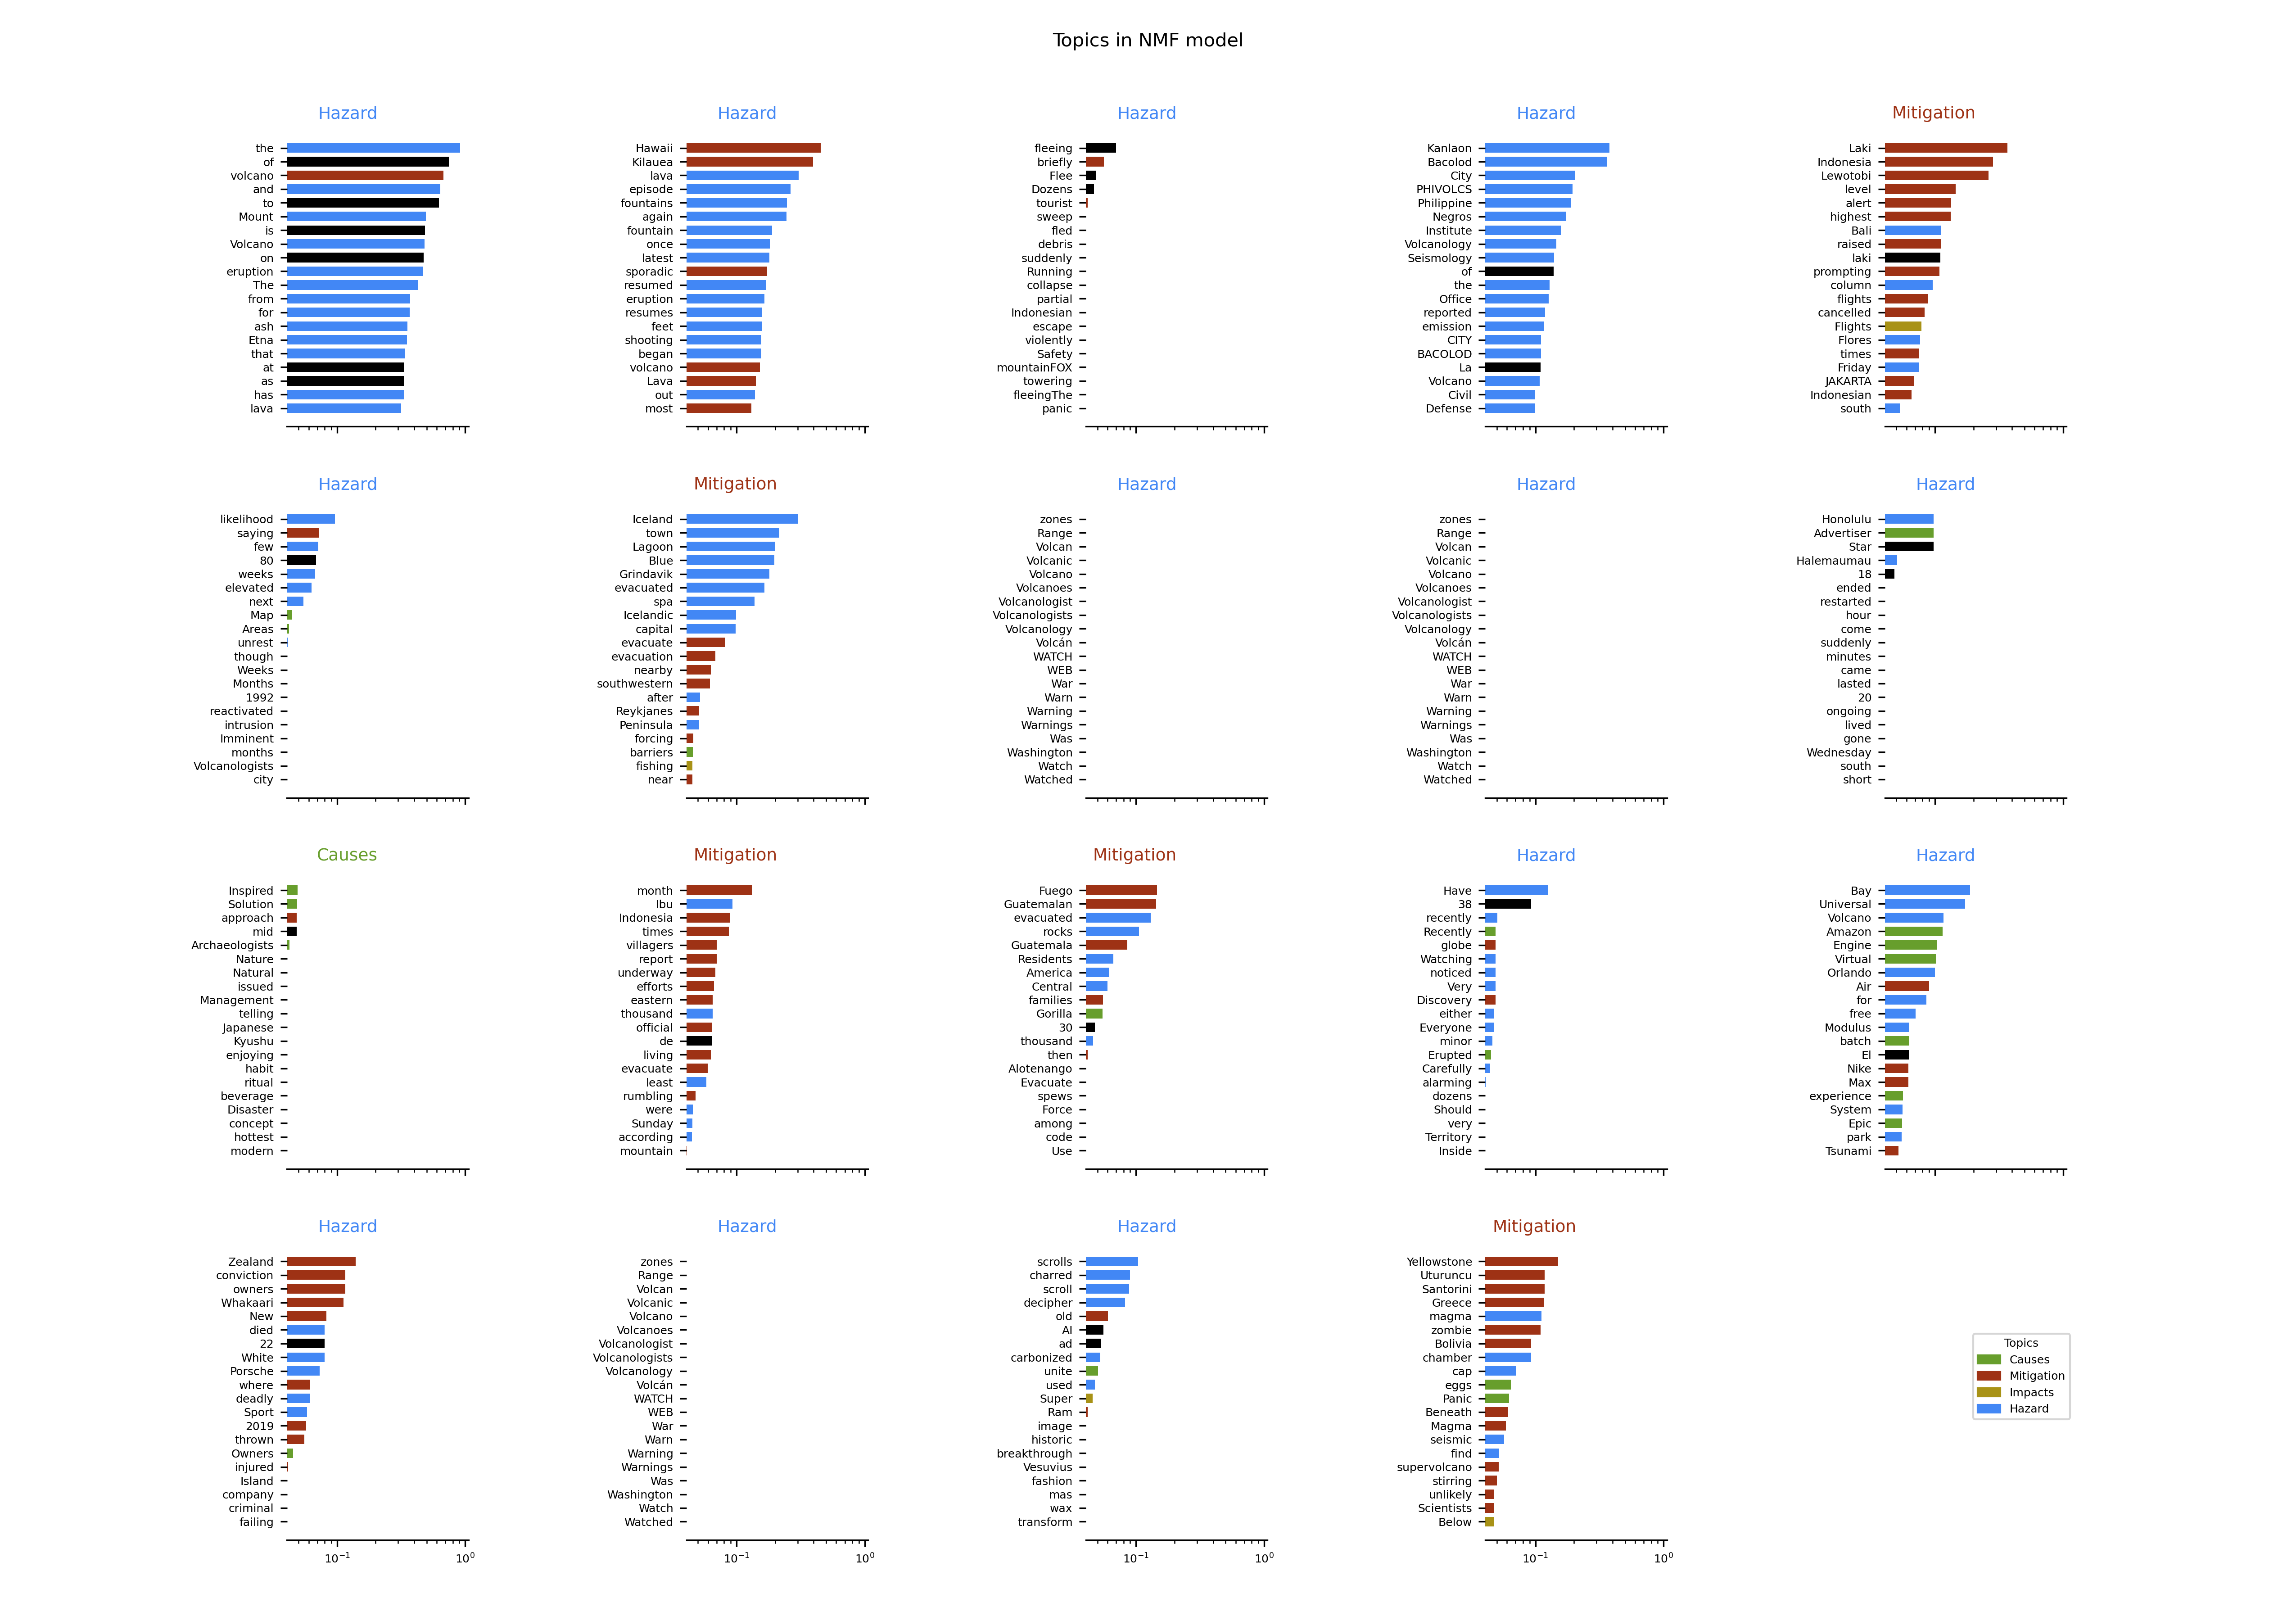 Topics in NMF model
Hazard
the
of
volcano
and
to
Mount
is
Volcano
on
eruption
The
from
for
ash
Etna
that
at
as
has
lava
Hazard
Hawaii
Kilauea
lava
episode
fountains
again
fountain
once
latest
sporadic
resumed
eruption
resumes
feet
shooting
began
volcano
Lava
out
most
Hazard
fleeing
briefly
Flee
Dozens
tourist
sweep
fled
debris
suddenly
Running
collapse
partial
Indonesian
escape
violently
Safety
mountainFOX
towering
fleeingThe
panic
Hazard
Kanlaon
Bacolod
City
PHIVOLCS
Philippine
Negros
Institute
Volcanology
Seismology
of
the
Office
reported
emission
CITY
BACOLOD
La
Volcano
Civil
Defense
Mitigation
Laki
Indonesia
Lewotobi
level
alert
highest
Bali
raised
laki
prompting
column
flights
cancelled
Flights
Flores
times
Friday
JAKARTA
Indonesian
south
Hazard
likelihood
saying
few
80
weeks
elevated
next
Map
Areas
unrest
though
Weeks
Months
1992
reactivated
intrusion
Imminent
months
Volcanologists
city
Mitigation
Iceland
town
Lagoon
Blue
Grindavik
evacuated
spa
Icelandic
capital
evacuate
evacuation
nearby
southwestern
after
Reykjanes
Peninsula
forcing
barriers
fishing
near
Hazard
zones
Range
Volcan
Volcanic
Volcano
Volcanoes
Volcanologist
Volcanologists
Volcanology
Volcán
WATCH
WEB
War
Warn
Warning
Warnings
Was
Washington
Watch
Watched
Hazard
zones
Range
Volcan
Volcanic
Volcano
Volcanoes
Volcanologist
Volcanologists
Volcanology
Volcán
WATCH
WEB
War
Warn
Warning
Warnings
Was
Washington
Watch
Watched
Hazard
Honolulu
Advertiser
Star
Halemaumau
18
ended
restarted
hour
come
suddenly
minutes
came
lasted
20
ongoing
lived
gone
Wednesday
south
short
Causes
Inspired
Solution
approach
mid
Archaeologists
Nature
Natural
issued
Management
telling
Japanese
Kyushu
enjoying
habit
ritual
beverage
Disaster
concept
hottest
modern
Mitigation
month
Ibu
Indonesia
times
villagers
report
underway
efforts
eastern
thousand
official
de
living
evacuate
least
rumbling
were
Sunday
according
mountain
Mitigation
Fuego
Guatemalan
evacuated
rocks
Guatemala
Residents
America
Central
families
Gorilla
30
thousand
then
Alotenango
Evacuate
spews
Force
among
code
Use
Hazard
Have
38
recently
Recently
globe
Watching
noticed
Very
Discovery
either
Everyone
minor
Erupted
Carefully
alarming
dozens
Should
very
Territory
Inside
Hazard
Bay
Universal
Volcano
Amazon
Engine
Virtual
Orlando
Air
for
free
Modulus
batch
El
Nike
Max
experience
System
Epic
park
Tsunami
Hazard
Zealand
conviction
owners
Whakaari
New
died
22
White
Porsche
where
deadly
Sport
2019
thrown
Owners
injured
Island
company
criminal
failing
10⁻¹ 10⁰
Hazard
zones
Range
Volcan
Volcanic
Volcano
Volcanoes
Volcanologist
Volcanologists
Volcanology
Volcán
WATCH
WEB
War
Warn
Warning
Warnings
Was
Washington
Watch
Watched
10⁻¹ 10⁰
Hazard
scrolls
charred
scroll
decipher
old
AI
ad
carbonized
unite
used
Super
Ram
image
historic
breakthrough
Vesuvius
fashion
mas
wax
transform
10⁻¹ 10⁰
Mitigation
Yellowstone
Uturuncu
Santorini
Greece
magma
zombie
Bolivia
chamber
cap
eggs
Panic
Beneath
Magma
seismic
find
supervolcano
stirring
unlikely
Scientists
Below
10⁻¹ 10⁰
Topics
Causes
Mitigation
Impacts
Hazard